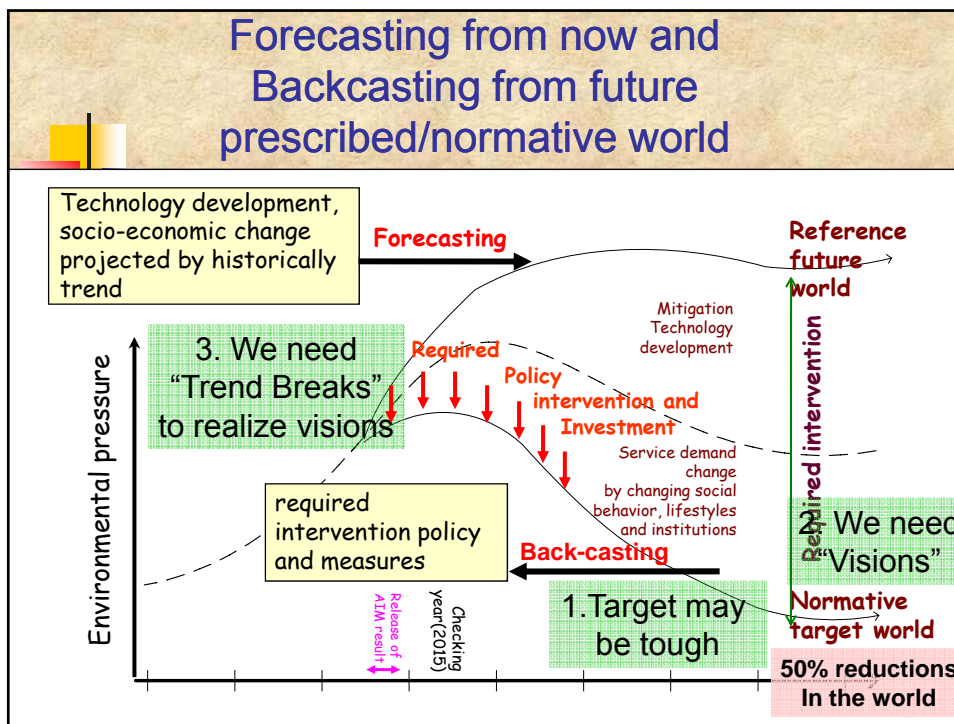 Forecasting from now and
Backcasting from future
prescribed/normative world
Technology development,
socio-economic change
projected by historically
trend
Forecasting
Reference
future
world
Mitigation
Technology
development
3. We need
“Trend Breaks”
to realize visions
Required
Policy
intervention and
Investment
Required intervention
Service demand
change
by changing social
behavior, lifestyles
and institutions
Environmental pressure
required
intervention policy
and measures
Back-casting
2. We need
“Visions”
1.Target may
be tough
Normative
target world
Release of
AIM result
Checking
year(2015)
50% reductions
In the world